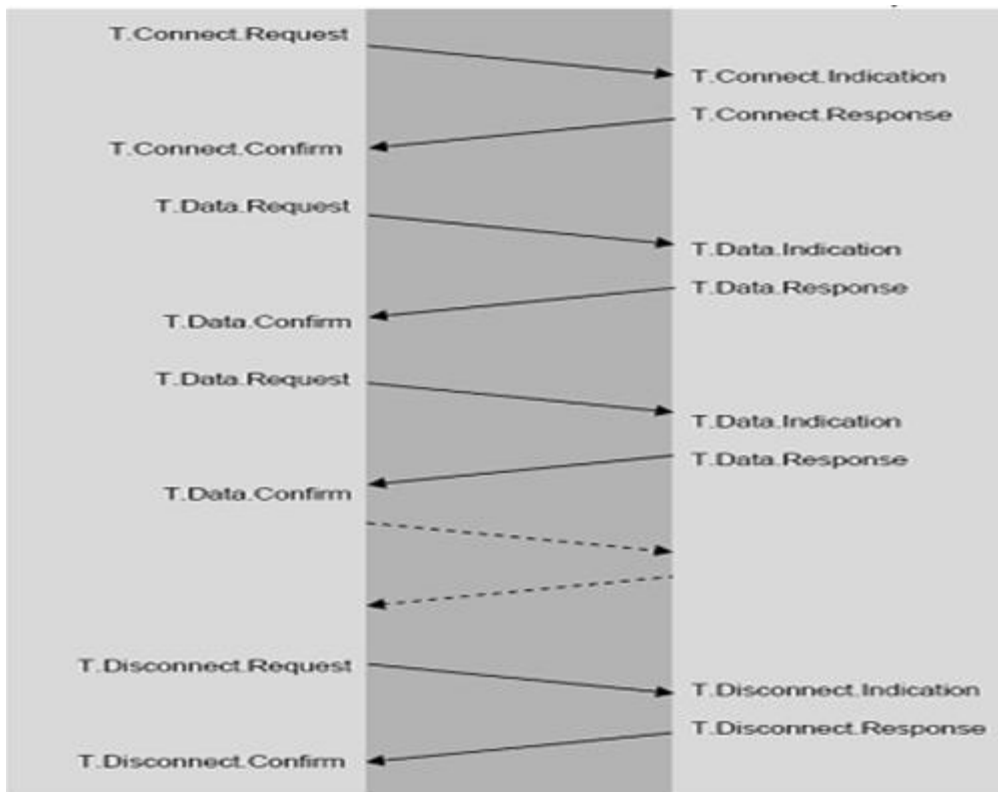 T.Connect.Request
T.Connect.Indication
T.Connect.Response
T.Connect.Confirm
T.Data.Request
T.Data.Indication
T.Data.Response
T.Data.Confirm
T.Data.Request
T.Data.Indication
T.Data.Response
T.Data.Confirm
T.Disconnect.Request
T.Disconnect.Indication
T.Disconnect.Response
T.Disconnect.Confirm